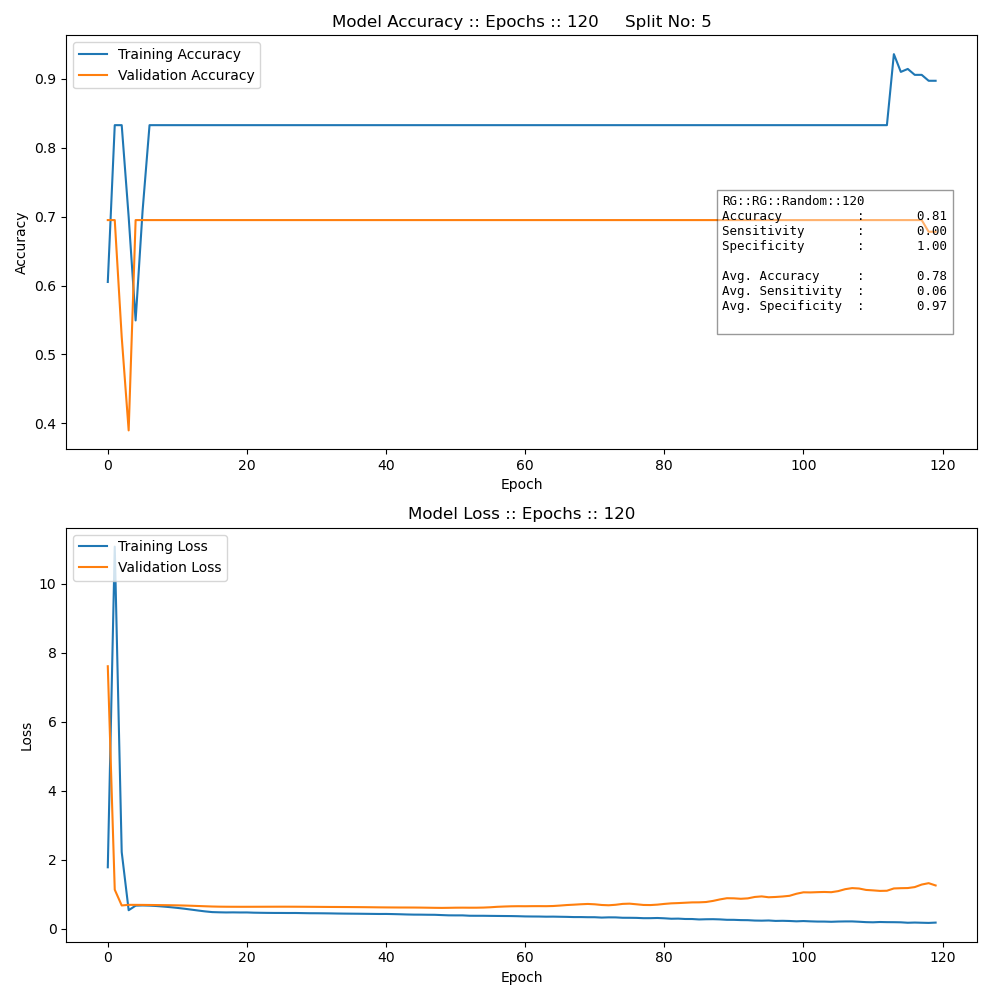 Model Accuracy :: Epochs :: 120     Split No: 5
Training Accuracy
Validation Accuracy
0.9
0.8
0.7
0.6
0.5
0.4
Accuracy
RG::RG::Random::120
Accuracy          :       0.81
Sensitivity       :       0.00
Specificity       :       1.00
Avg. Accuracy     :       0.78
Avg. Sensitivity  :       0.06
Avg. Specificity  :       0.97
0 20 40 60 80 100 120
Epoch
Model Loss :: Epochs :: 120
Training Loss
Validation Loss
10
8
6
4
2
0
Loss
0 20 40 60 80 100 120
Epoch